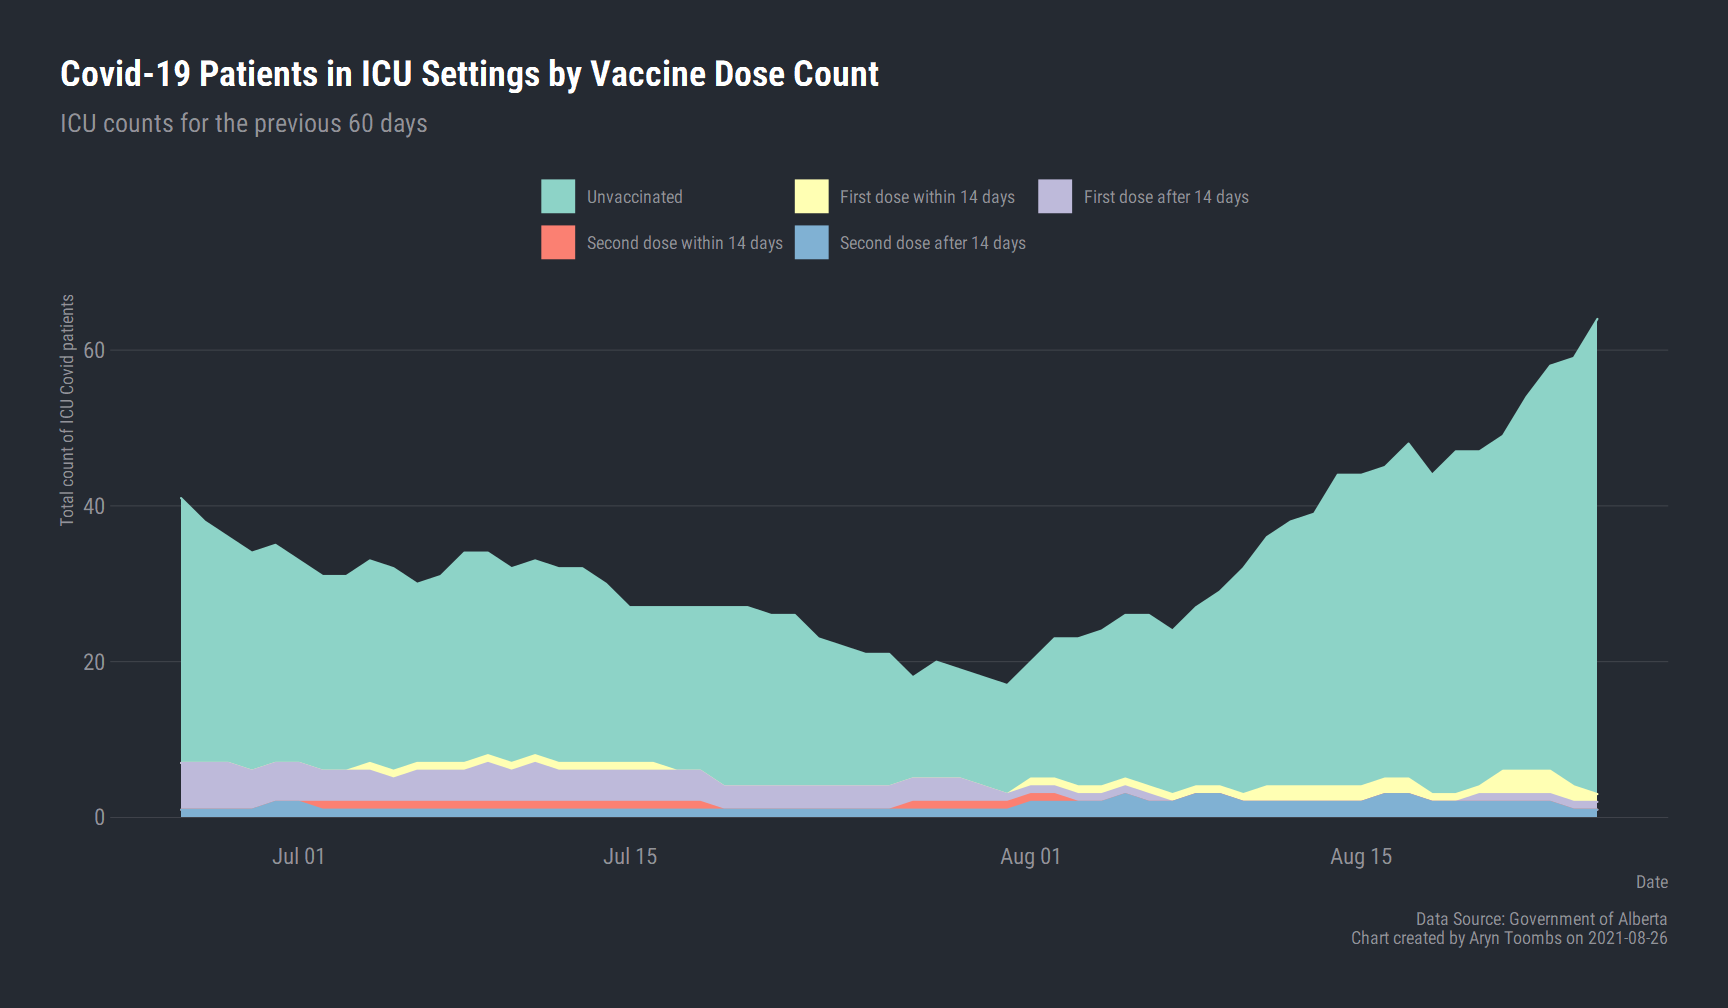 Covid-19 Patients in ICU Settings by Vaccine Dose Count
ICU counts for the previous 60 days
Unvaccinated
First dose within 14 days
First dose after 14 days
Second dose within 14 days
Second dose after 14 days
Total count of ICU Covid patients
60
40
20
0
Jul 01
Jul 15
Aug 01
Aug 15
Date
Data Source: Government of Alberta
Chart created by Aryn Toombs on 2021-08-26